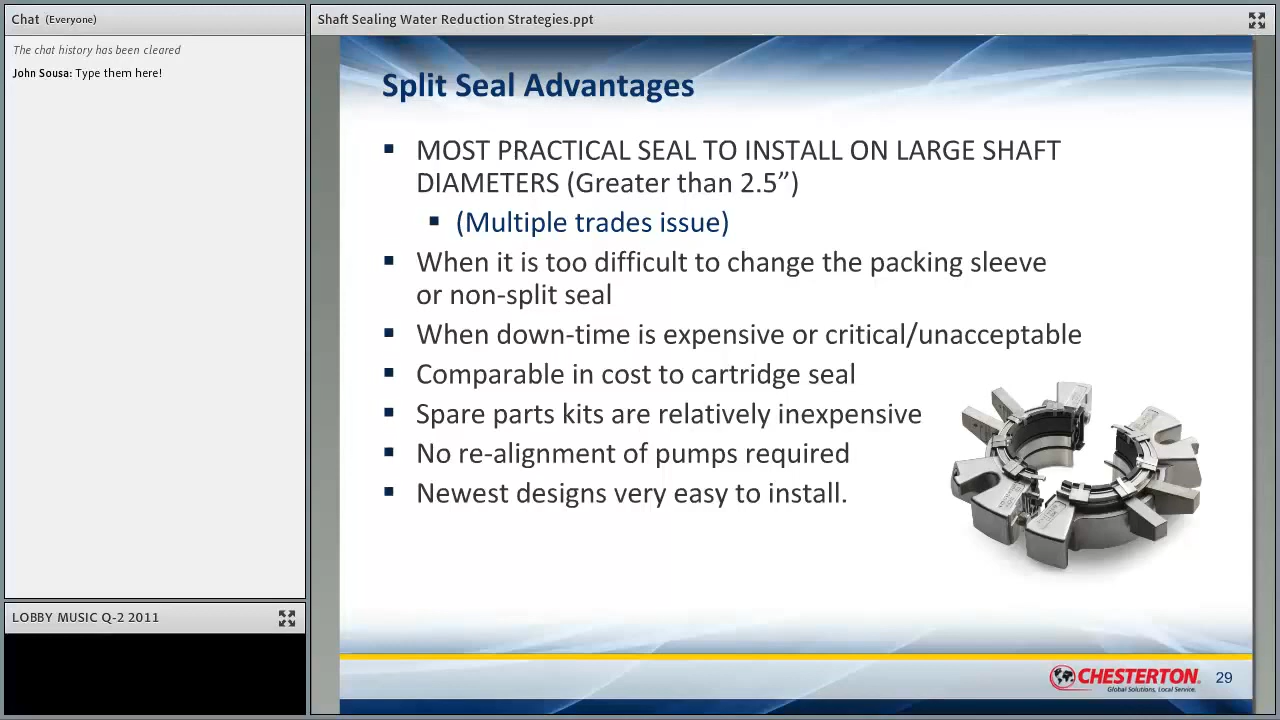 Chat (Everyone)
The chat history has been cleared
John Sousa: Type them here!
LOBBY MUSIC Q-2 2011
Shaft Sealing Water Reduction Strategies.ppt
Split Seal Advantages
MOST PRACTICAL SEAL TO INSTALL ON LARGE SHAFT
DIAMETERS (Greater than 2.5”)
(Multiple trades issue)
When it is too difficult to change the packing sleeve
or non-split seal
When down-time is expensive or critical/unacceptable
Comparable in cost to cartridge seal
Spare parts kits are relatively inexpensive
No re-alignment of pumps required
Newest designs very easy to install.
CHESTERTON
Global Solutions, Local Service.
29